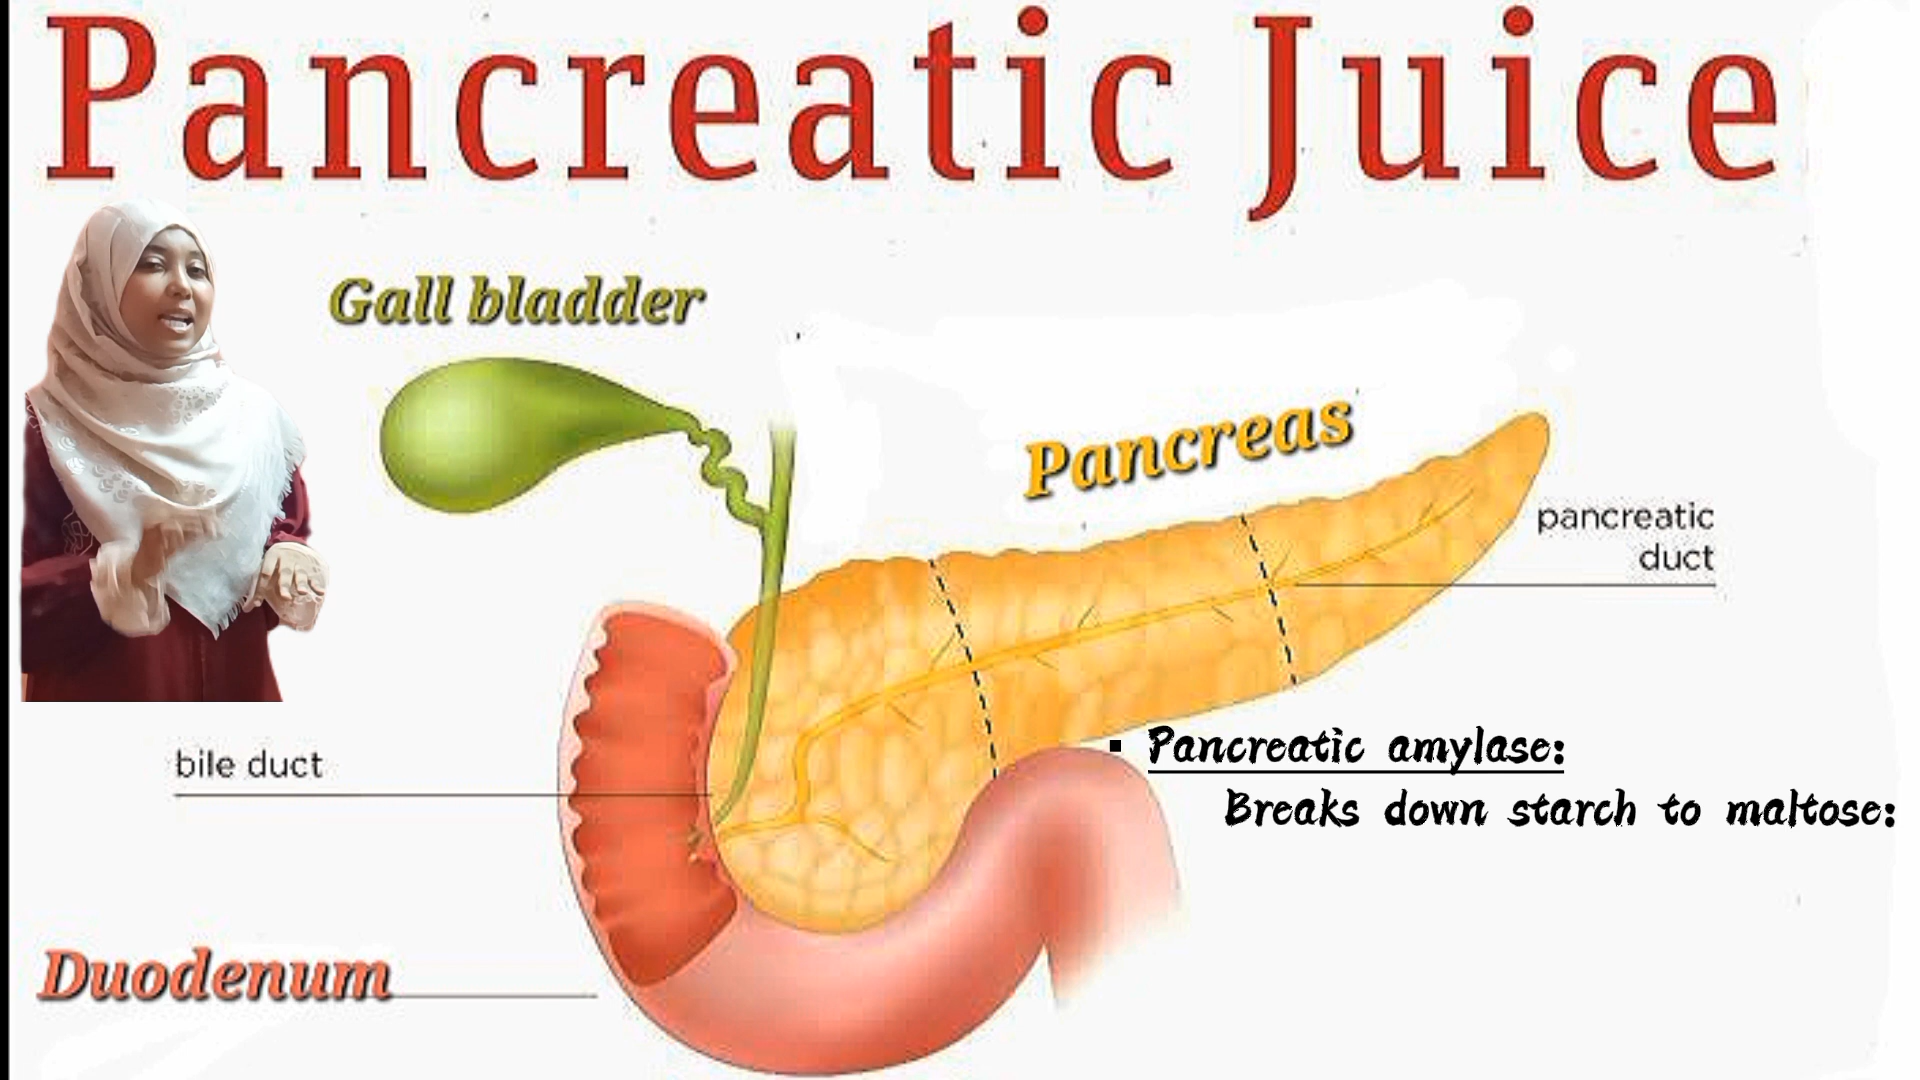 Pancreatic Juice
Gall bladder
Pancreas
pancreatic
duct
▪ Pancreatic amylase:
Breaks down starch to maltose:
bile duct
Duodenum